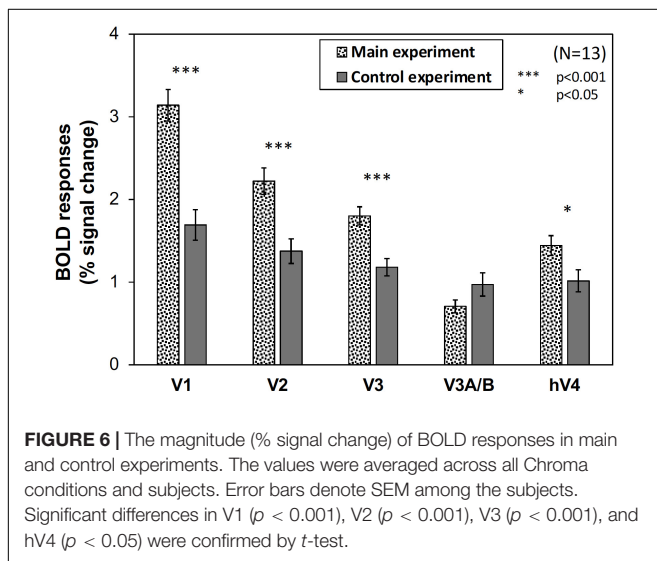 Main experiment (N=13)
Control experiment *** p<0.001
* p<0.05
BOLD responses
(% signal change)
4
3
2
1
0
***
***
***
*
V1 V2 V3 V3A/B hV4
FIGURE 6 | The magnitude (% signal change) of BOLD responses in main
and control experiments. The values were averaged across all Chroma
conditions and subjects. Error bars denote SEM among the subjects.
Significant differences in V1 (p < 0.001), V2 (p < 0.001), V3 (p < 0.001), and
hV4 (p < 0.05) were confirmed by t-test.